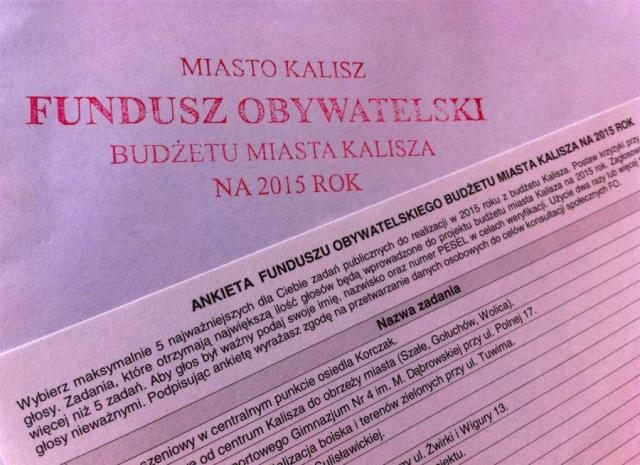 MIASTO KALISZ
FUNDUSZ OBYWATELSKI
BUDŻETU MIASTA KALISZA
NA 2015 ROK
ANKIETA FUNDUSZU OBYWATELSKIEGO BUDŻETU MIASTA KALISZA NA 2015 ROK
Wybierz maksymalnie 5 najważniejszych dla Ciebie zadań publicznych do realizacji w 2015 roku z budżetu Kalisza. Postaw krzyżyki przy
głosy. Zadania, które otrzymają największą ilość głosów będą wprowadzone do projektu budżetu miasta Kalisza na 2015 rok.
więcej niż 5 zadań. Aby głos był ważny podaj swoje imię, nazwisko oraz numer PESEL w celach weryfikacji. Użycie dwa razy lub więcej
głosy nieważnymi. Podpisując ankietę wyrażasz zgodę na przetwarzanie danych osobowych do celów konsultacji społecznych FO.
Nazwa zadania
w centralnym punkcie osiedla Korczak.
od centrum Kalisza do obrzeży miasta (Szałe, Gołuchów, Wolica).
Gimnazjum Nr 4 im. M. Dąbrowskiej przy ul. Polnej 17.
boiska i terenów zielonych przy ul. Tuwima.
Sulisławickiej.
przy ul. Żwirki i Wigury 13.